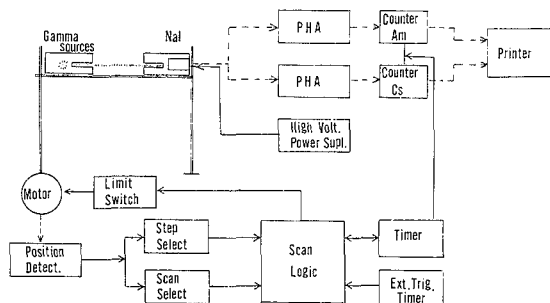 Gamma
sources
NaI
PHA
Counter
Am
Printer
PHA
Counter
Cs
High Volt.
Power Supl.
Motor
Limit
Switch
Position
Detect.
Step
Select
Scan
Select
Scan
Logic
Timer
Ext. Trig.
Timer